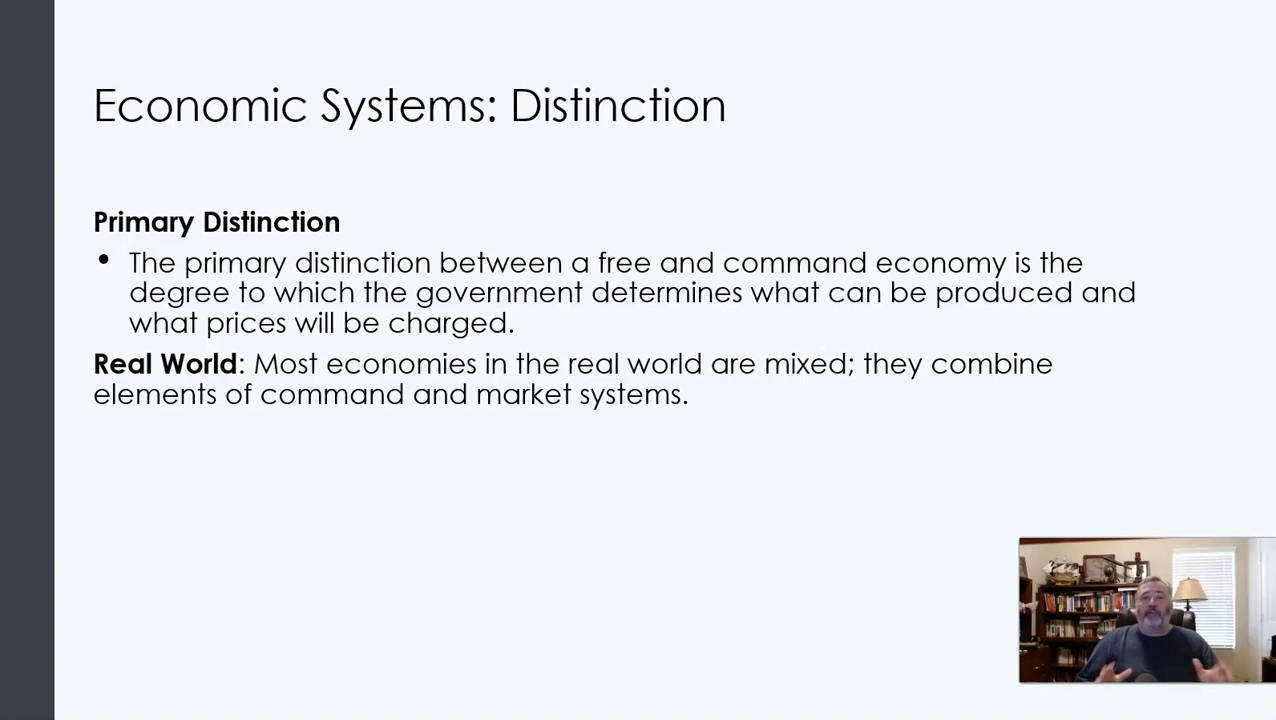 Economic Systems: Distinction
Primary Distinction
• The primary distinction between a free and command economy is the
degree to which the government determines what can be produced and
what prices will be charged.
Real World: Most economies in the real world are mixed; they combine
elements of command and market systems.